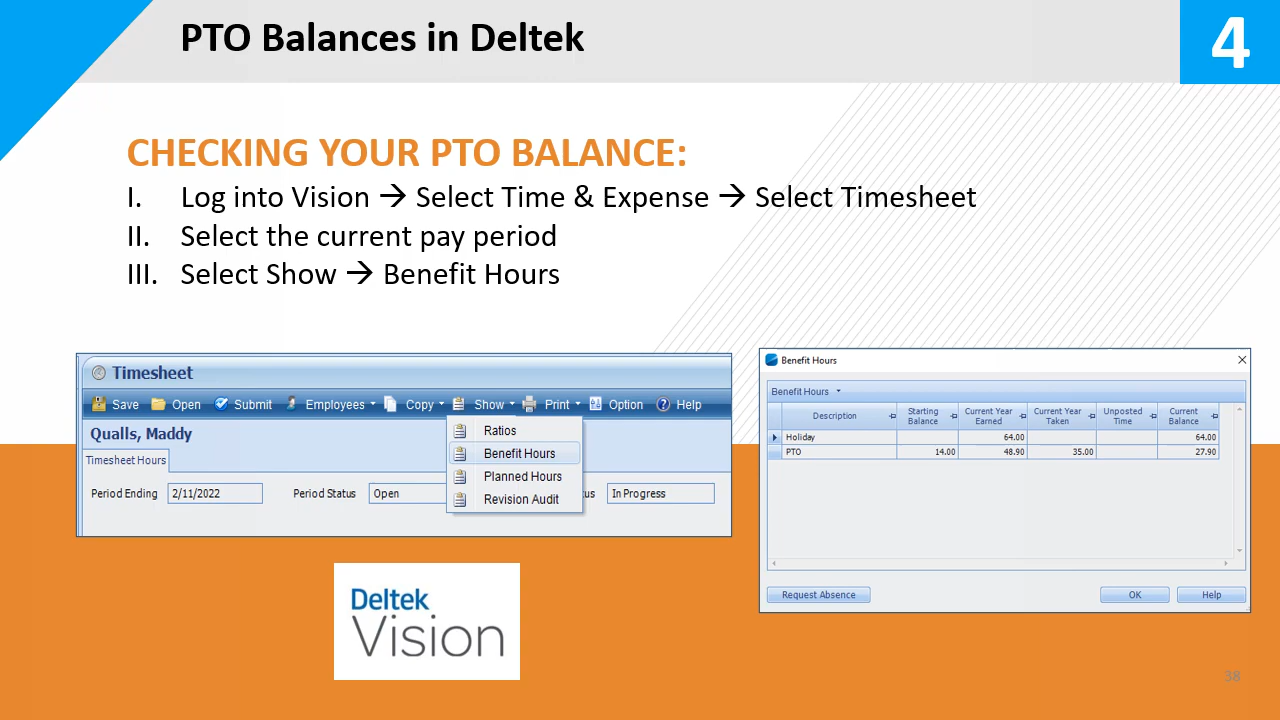 PTO Balances in Deltek
4
CHECKING YOUR PTO BALANCE:
I. Log into Vision → Select Time & Expense → Select Timesheet
II. Select the current pay period
III. Select Show → Benefit Hours
Timesheet
Save Open Submit Employees Copy Show Print Option Help
Qualls, Maddy
Timesheet Hours
Ratios
Benefit Hours
Planned Hours
Revision Audit
Period Ending 2/11/2022 Period Status Open In Progress
Benefit Hours
Benefit Hours
Description Starting Balance Current Year Earned Current Year Taken Unposted Time Current Balance
Holiday 64.00 64.00
PTO 14.00 48.90 35.00 27.90
Request Absence OK Help
Deltek
Vision
38